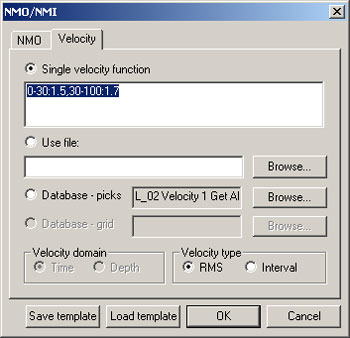 NMO/NMI
NMO Velocity
Single velocity function
0-30:1.5,30-100:1.7
Use file:
Browse...
Database - picks L_02 Velocity 1 Get Al Browse...
Database - grid Browse...
Velocity domain Velocity type
Time Depth RMS Interval
Save template Load template OK Cancel